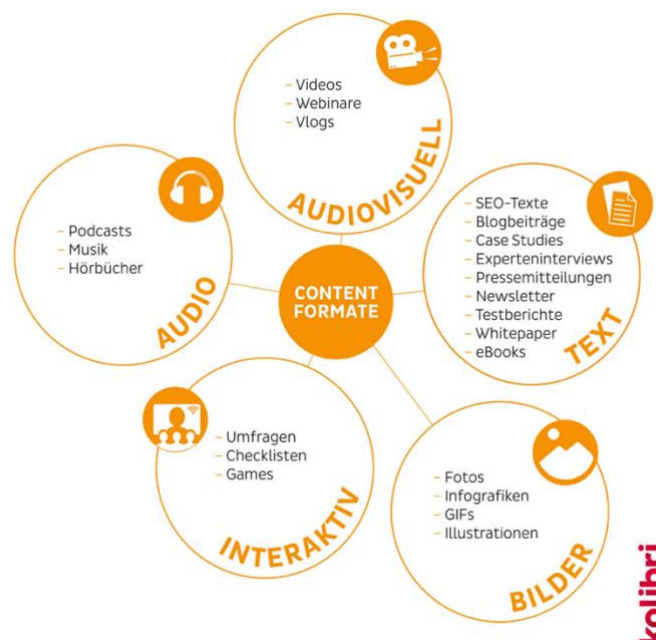 - Videos
- Webinare
- Vlogs
AUDIOVISUELL
- Podcasts
- Musik
- Hörbücher
AUDIO
CONTENT
FORMATE
- SEO-Texte
- Blogbeiträge
- Case Studies
- Experteninterviews
- Pressemitteilungen
- Newsletter
- Testberichte
- Whitepaper
- eBooks
TEXT
- Umfragen
- Checklisten
- Games
INTERAKTIV
- Fotos
- Infografiken
- GIFs
- Illustrationen
BILDER
kolibri